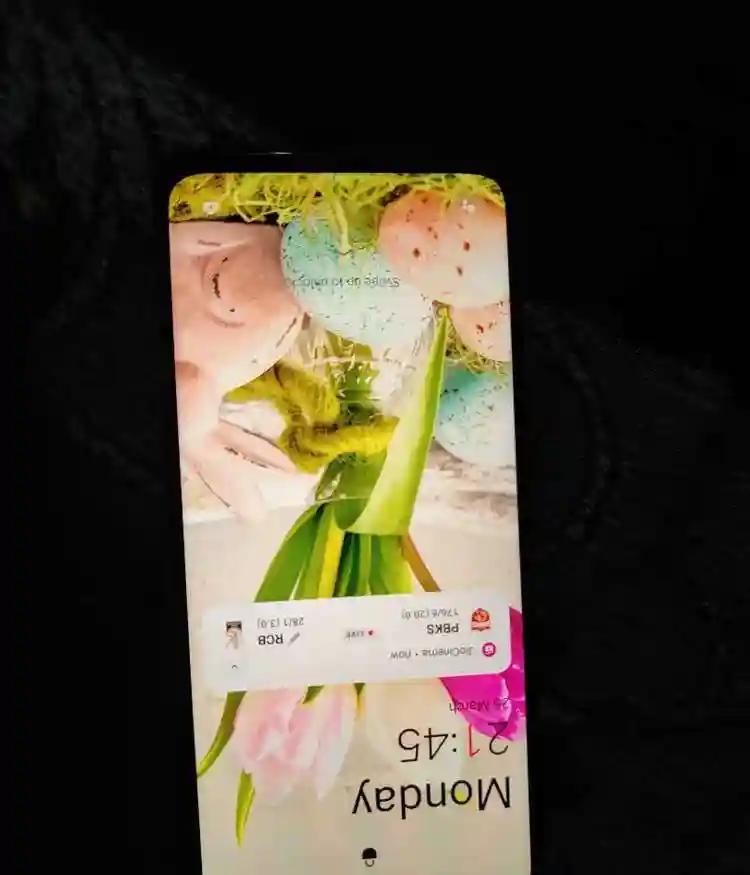 Monday
21:45
25 March
JioCinema • now
PBKS
176/6 (20.0)
LIVE
RCB
28/1 (3.0)
Swipe up to unlock